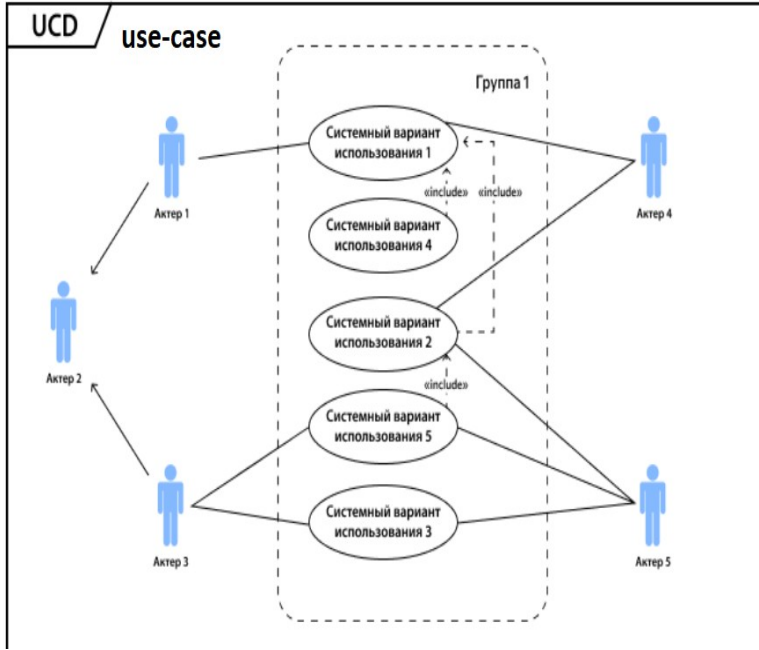 UCD
use-case
Группа 1
Системный вариант
использования 1
Актер 1
Актер 4
«include» «include»
Системный вариант
использования 4
Системный вариант
использования 2
Актер 2
«include»
Системный вариант
использования 5
Системный вариант
использования 3
Актер 3
Актер 5